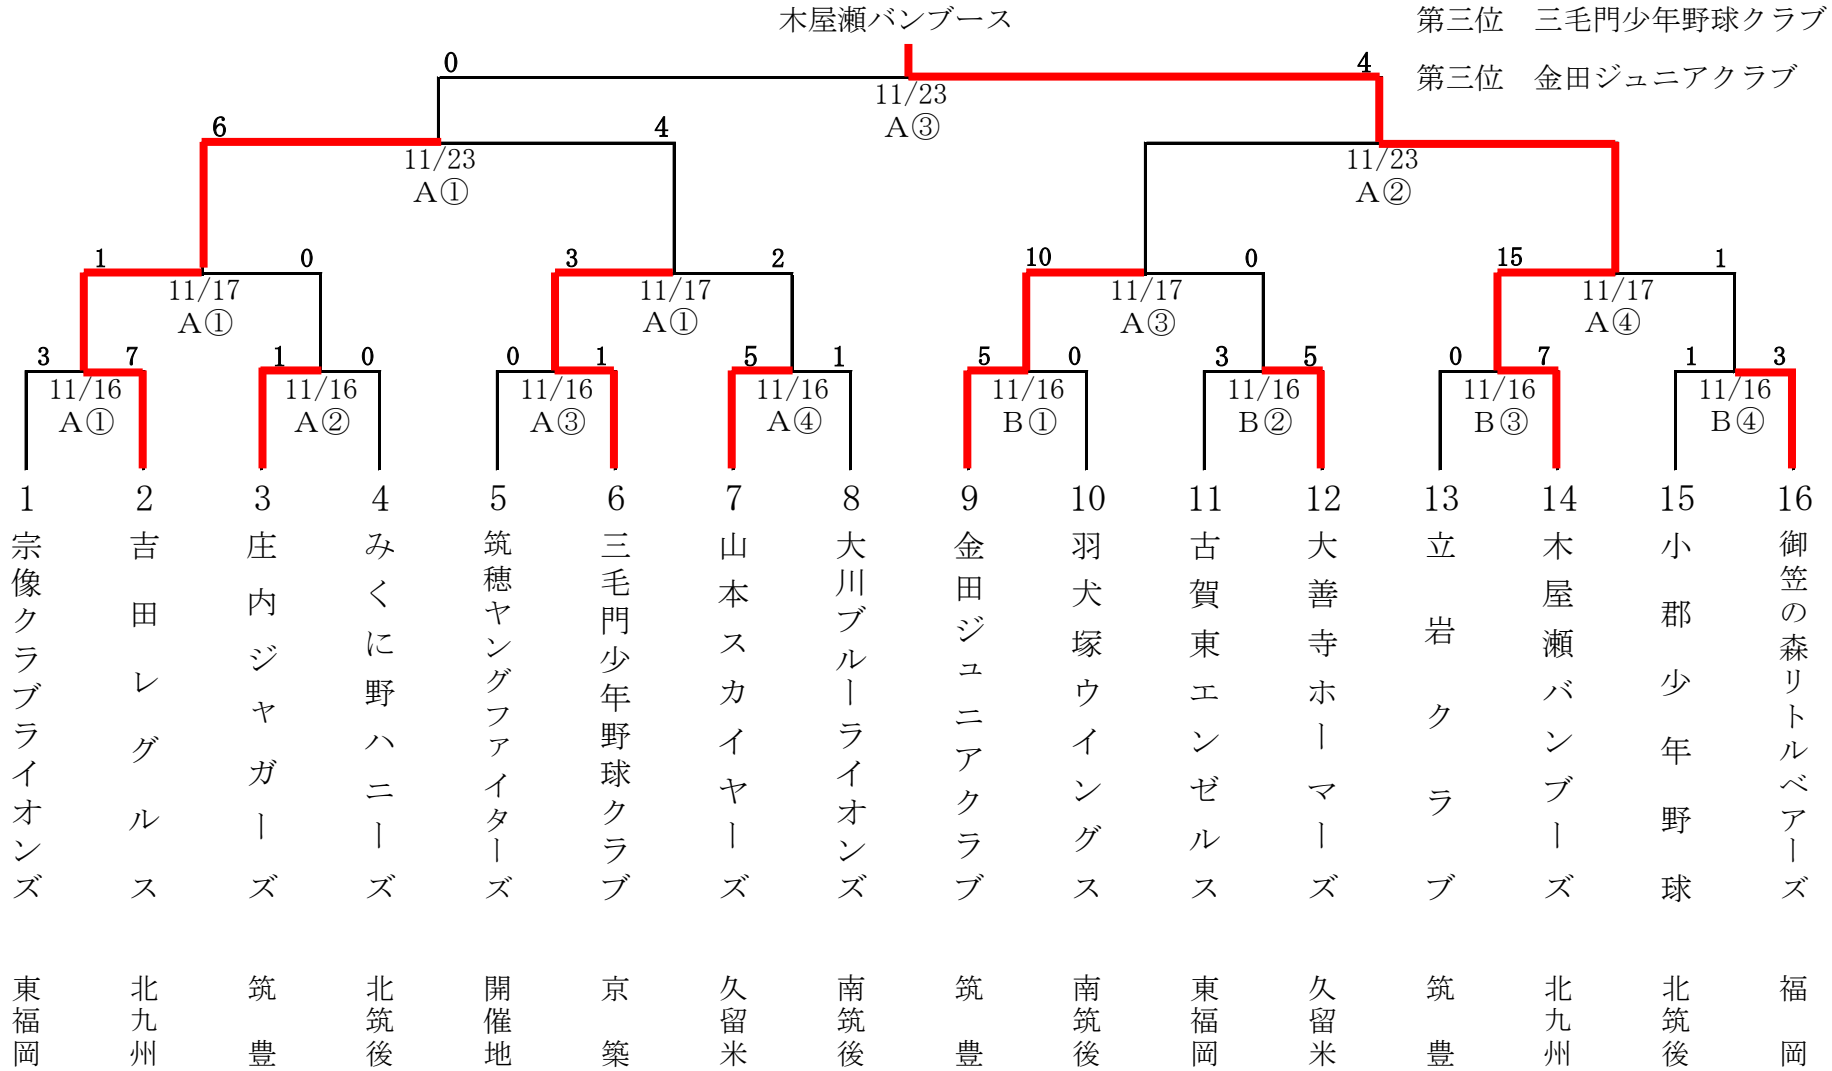 木屋瀬バンブース
第三位　三毛門少年野球クラブ
第三位　金田ジュニアクラブ
0 4
11/23
A③
6 4
11/23
A①
11/23
A②
1 0
11/17
A①
3 2
11/17
A①
10 0
11/17
A③
15 1
11/17
A④
3 7
11/16
A①
1 0
11/16
A②
0 1
11/16
A③
5 1
11/16
A④
5 0
11/16
B①
3 5
11/16
B②
0 7
11/16
B③
1 3
11/16
B④
1
宗像クラブライオンズ
東福岡
2
吉田レグルス
北九州
3
庄内ジャガーズ
筑豊
4
みくに野ハニーズ
北筑後
5
筑穂ヤングファイターズ
開催地
6
三毛門少年野球クラブ
京築
7
山本スカイヤーズ
久留米
8
大川ブルーライオンズ
南筑後
9
金田ジュニアクラブ
筑豊
10
羽犬塚ウイングス
南筑後
11
古賀東エンゼルス
東福岡
12
大善寺ホーマーズ
久留米
13
立岩クラブ
筑豊
14
木屋瀬バンブーズ
北九州
15
小郡少年野球
北筑後
16
御笠の森リトルベアーズ
福岡